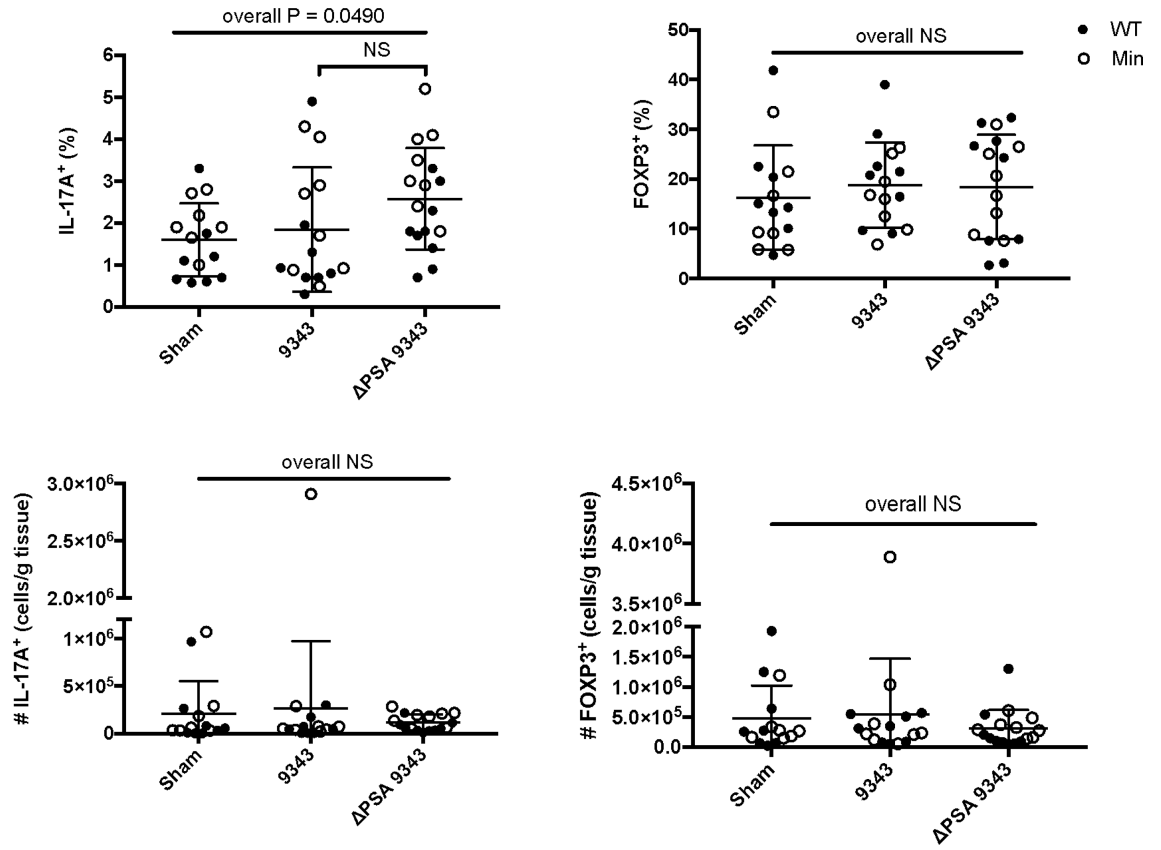 overall P = 0.0490
NS
IL-17A⁺ (%)
6
5
4
3
2
1
0
Sham
9343
ΔPSA 9343
overall NS
FOXP3⁺ (%)
50
40
30
20
10
0
Sham
9343
ΔPSA 9343
WT
Min
overall NS
# IL-17A⁺ (cells/g tissue)
3.0×10⁶
2.5×10⁶
2.0×10⁶
1×10⁶
5×10⁵
0
Sham
9343
ΔPSA 9343
overall NS
# FOXP3⁺ (cells/g tissue)
4.5×10⁶
4.0×10⁶
3.5×10⁶
2.0×10⁶
1.5×10⁶
1.0×10⁶
5.0×10⁵
0.0
Sham
9343
ΔPSA 9343